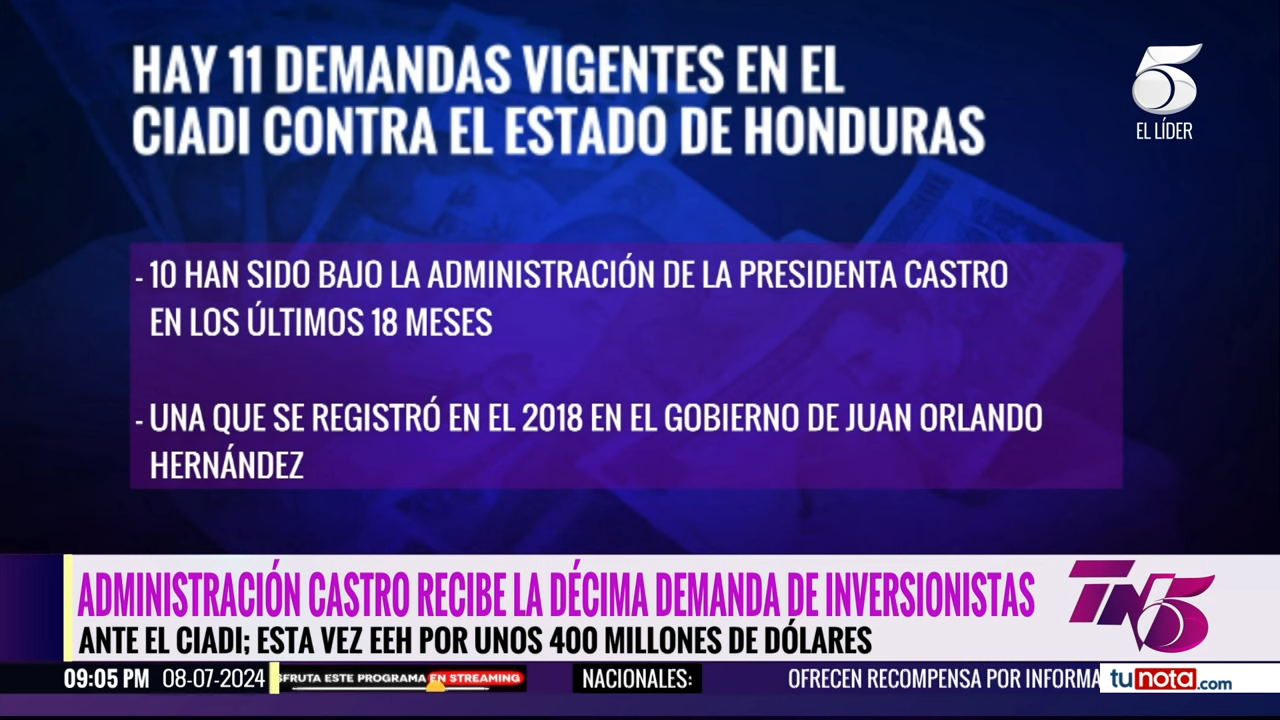 HAY 11 DEMANDAS VIGENTES EN EL
CIADI CONTRA EL ESTADO DE HONDURAS
5
EL LÍDER
- 10 HAN SIDO BAJO LA ADMINISTRACIÓN DE LA PRESIDENTA CASTRO
EN LOS ÚLTIMOS 18 MESES
- UNA QUE SE REGISTRÓ EN EL 2018 EN EL GOBIERNO DE JUAN ORLANDO
HERNÁNDEZ
ADMINISTRACIÓN CASTRO RECIBE LA DÉCIMA DEMANDA DE INVERSIONISTAS
ANTE EL CIADI; ESTA VEZ EEH POR UNOS 400 MILLONES DE DÓLARES
TN5
09:05 PM 08-07-2024 SFRUTA ESTE PROGRAMA EN STREAMING NACIONALES: OFRECEN RECOMPENSA POR INFORMA tunota.com